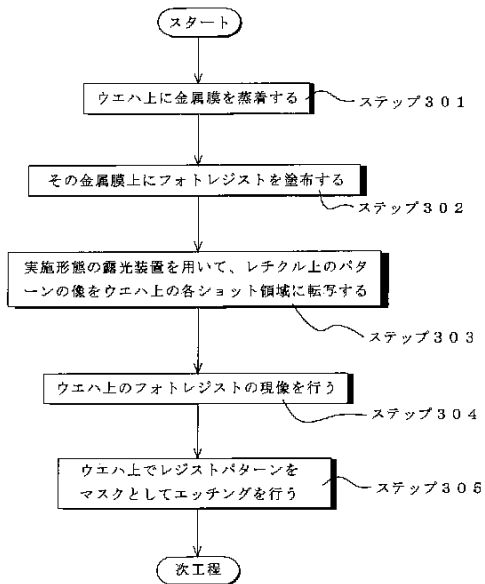 スタート
ウエハ上に金属膜を蒸着する
ステップ301
その金属膜上にフォトレジストを塗布する
ステップ302
実施形態の露光装置を用いて、レチクル上のパタ
ーンの像をウエハ上の各ショット領域に転写する
ステップ303
ウエハ上のフォトレジストの現像を行う
ステップ304
ウエハ上でレジストパターンを
マスクとしてエッチングを行う
ステップ305
次工程